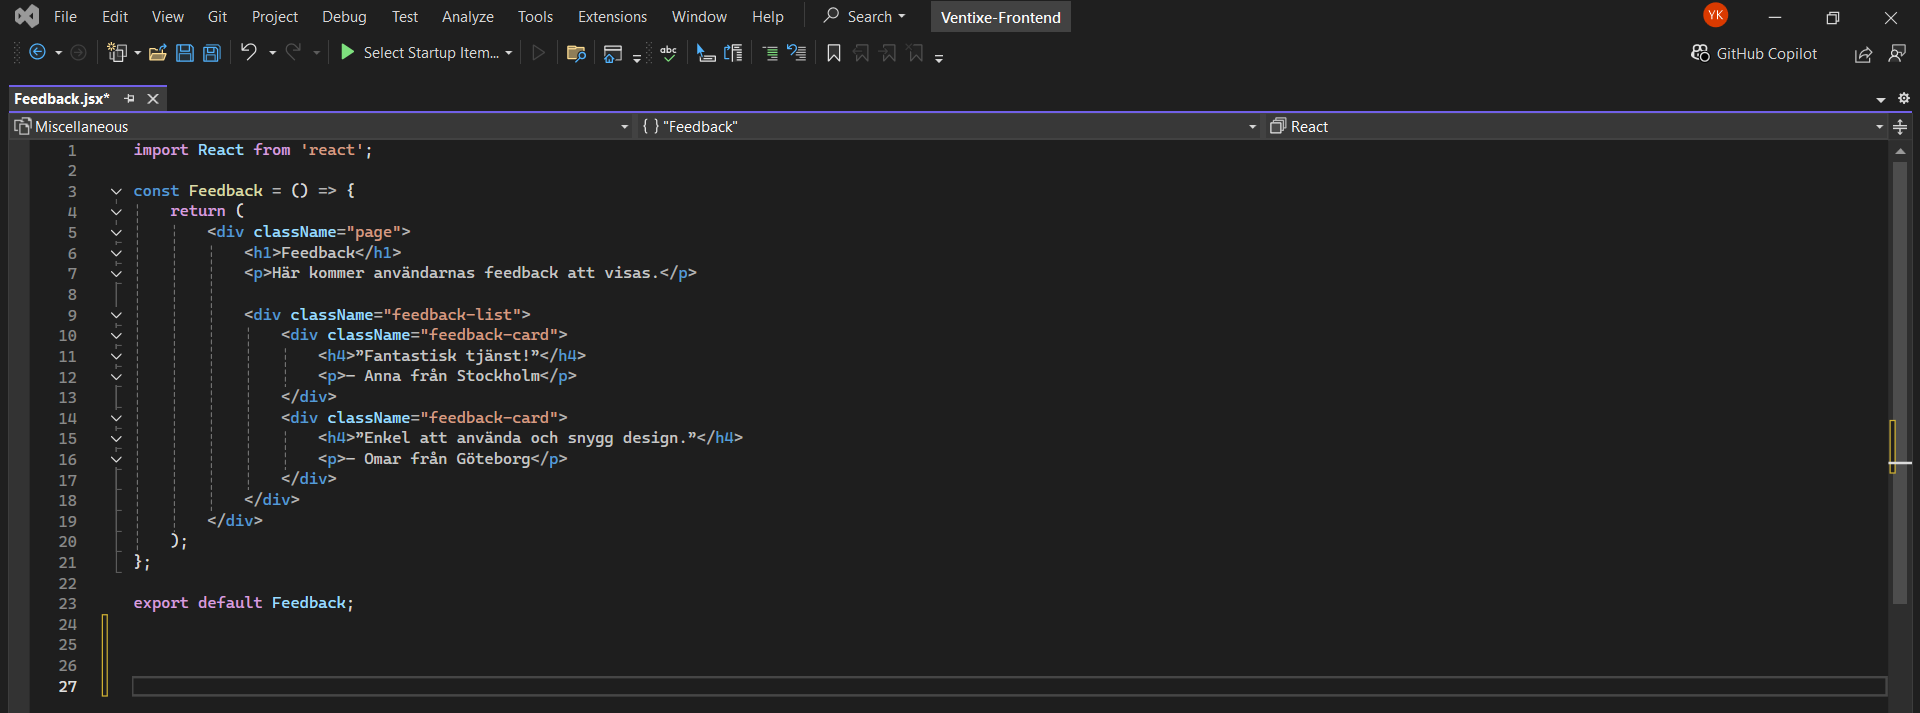 File Edit View Git Project Debug Test Analyze Tools Extensions Window Help Search Ventixe-Frontend YK
Select Startup Item... abc GitHub Copilot
Feedback.jsx*
Miscellaneous { } "Feedback" React
1 import React from 'react';
2
3 const Feedback = () => {
4 return (
5 <div className="page">
6 <h1>Feedback</h1>
7 <p>Här kommer användarnas feedback att visas.</p>
8
9 <div className="feedback-list">
10 <div className="feedback-card">
11 <h4>”Fantastisk tjänst!”</h4>
12 <p>– Anna från Stockholm</p>
13 </div>
14 <div className="feedback-card">
15 <h4>”Enkel att använda och snygg design.”</h4>
16 <p>– Omar från Göteborg</p>
17 </div>
18 </div>
19 </div>
20 );
21 };
22
23 export default Feedback;
24
25
26
27